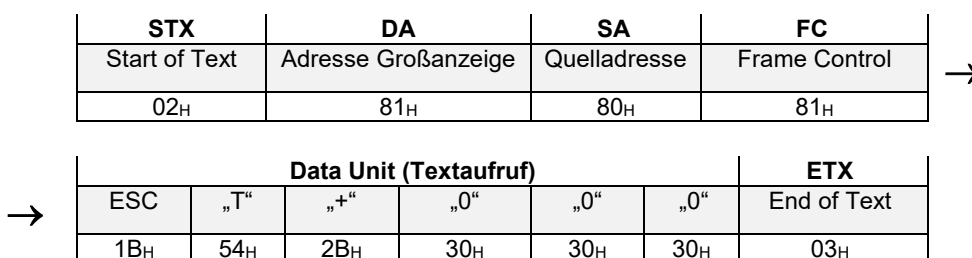 STX DA SA FC
Start of Text Adresse Großanzeige Quelladresse Frame Control
→
02H 81H 80H 81H
Data Unit (Textaufruf) ETX
→ ESC „T“ „+“ „0“ „0“ „0“ End of Text
1BH 54H 2BH 30H 30H 30H 03H